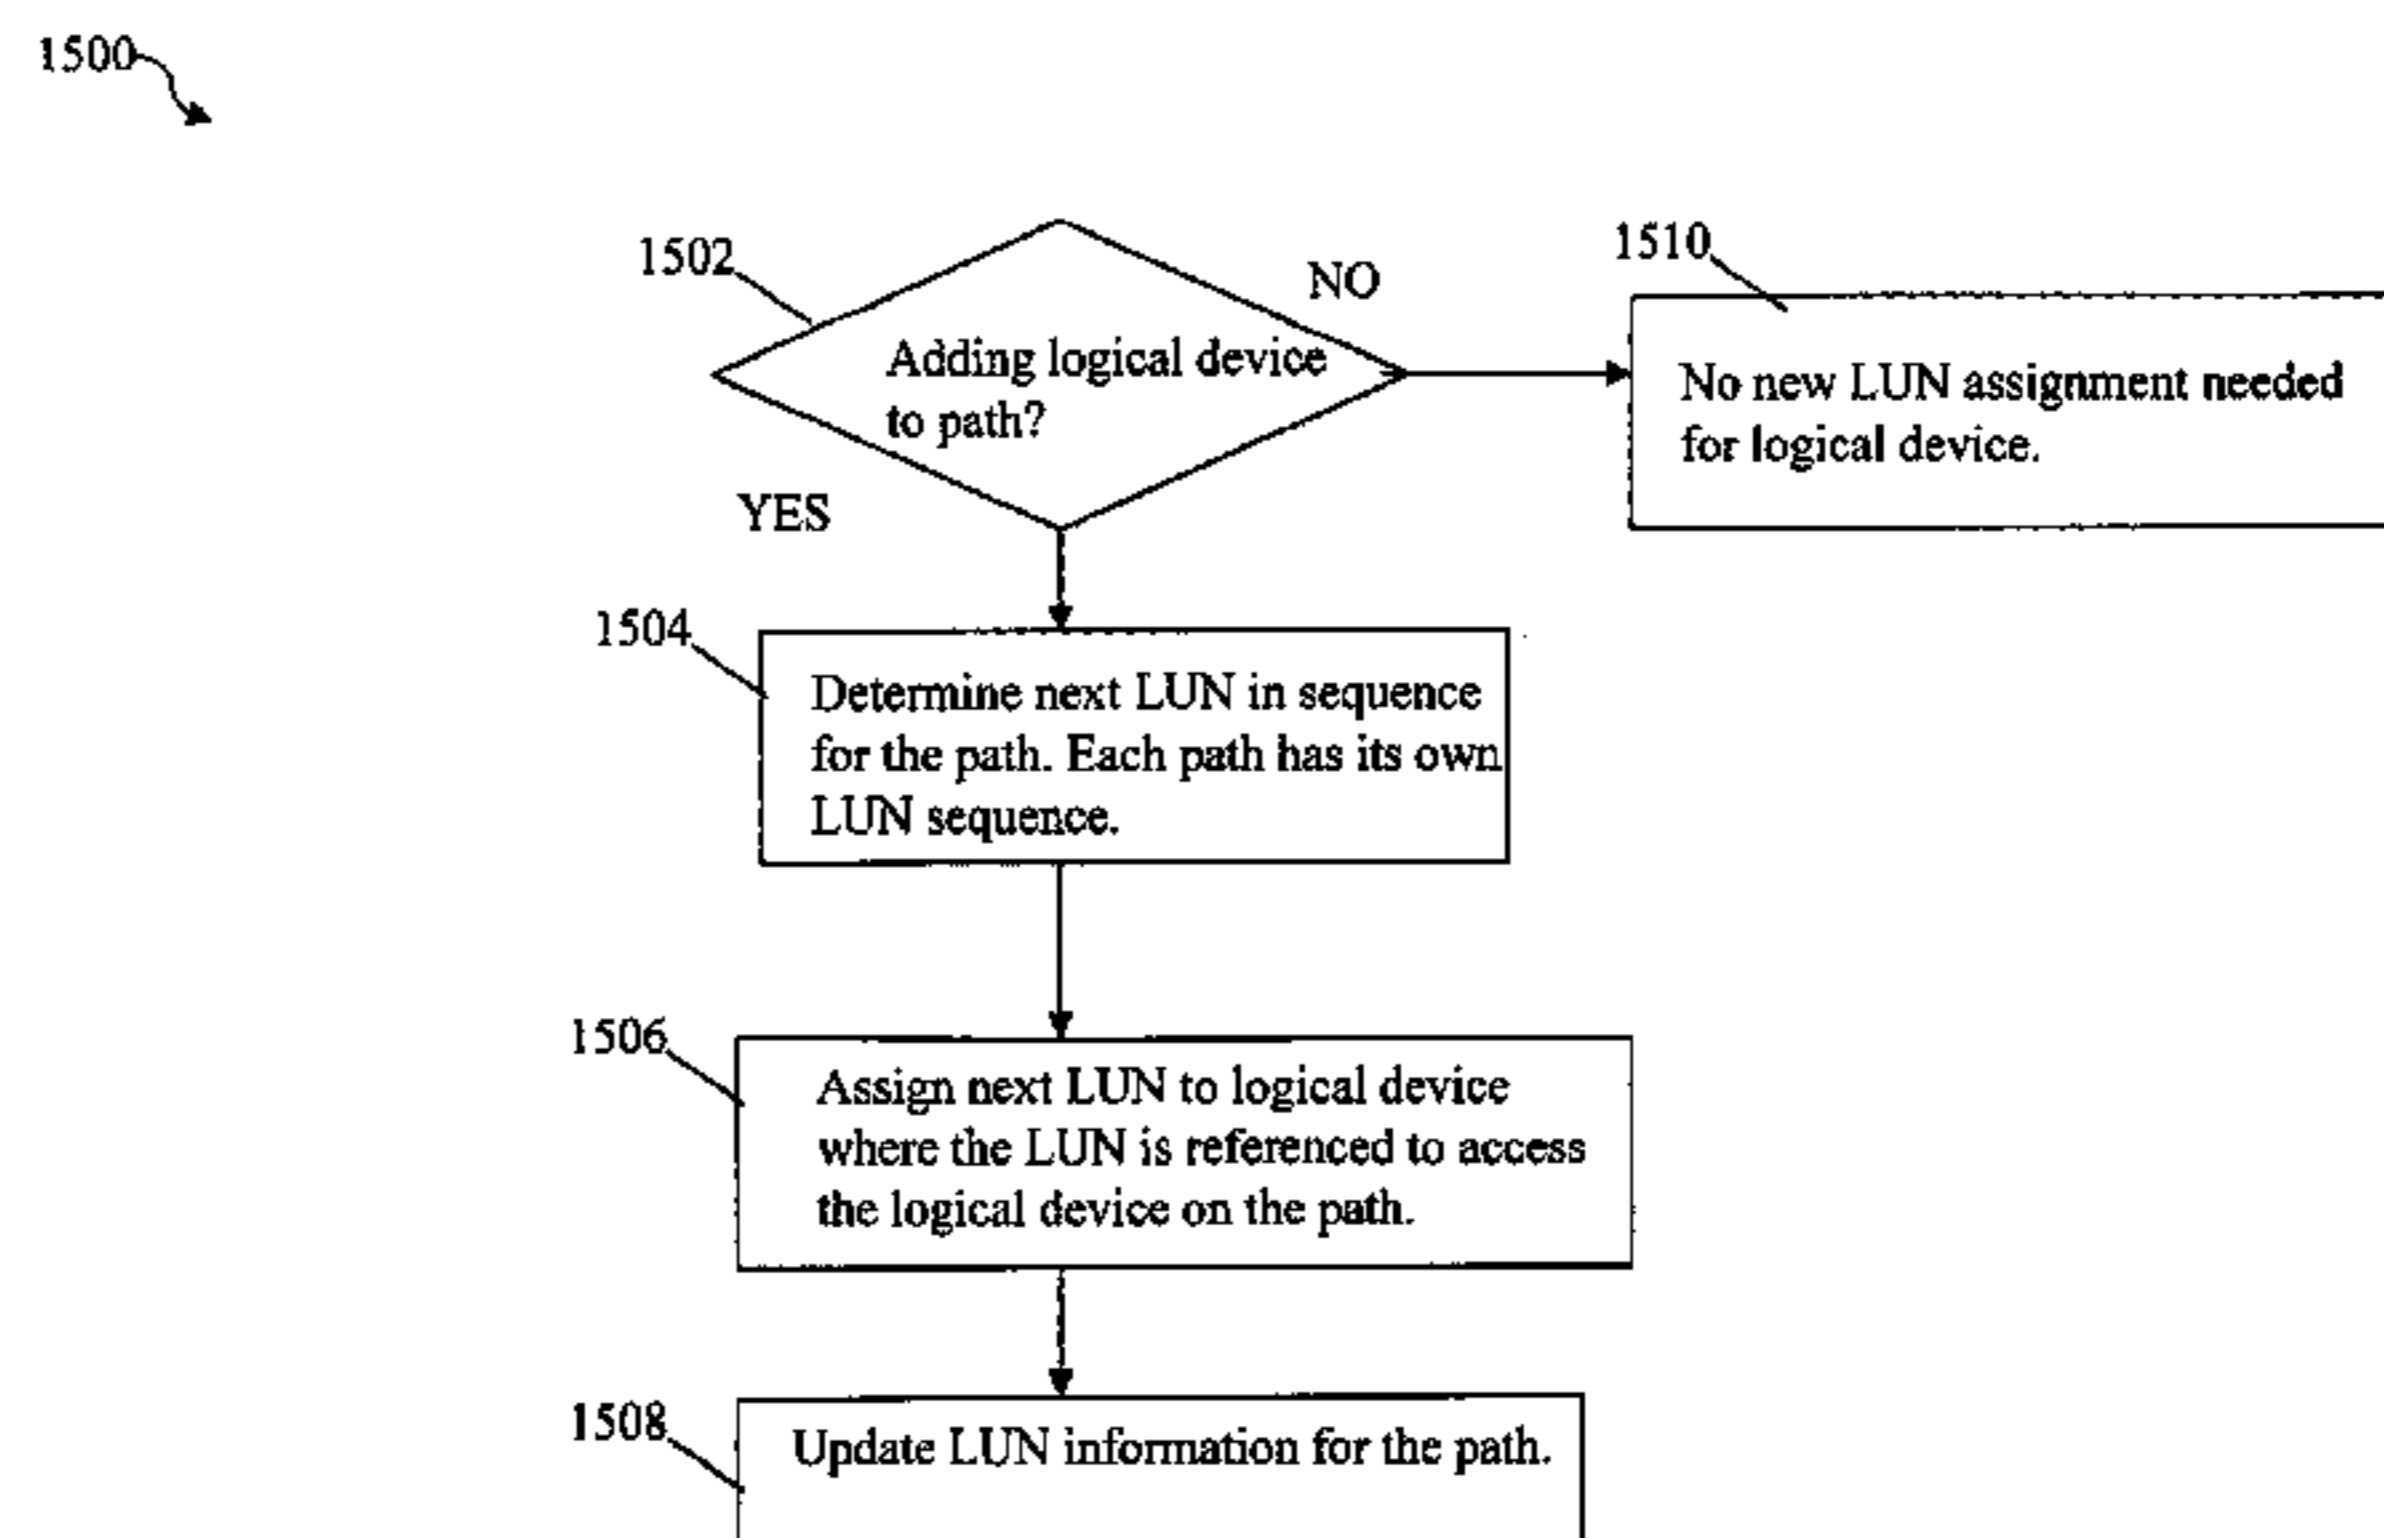 1500
1502
NO
Adding logical device
to path?
YES
1510
No new LUN assignment needed
for logical device.
1504
Determine next LUN in sequence
for the path. Each path has its own
LUN sequence.
1506
Assign next LUN to logical device
where the LUN is referenced to access
the logical device on the path.
1508
Update LUN information for the path.